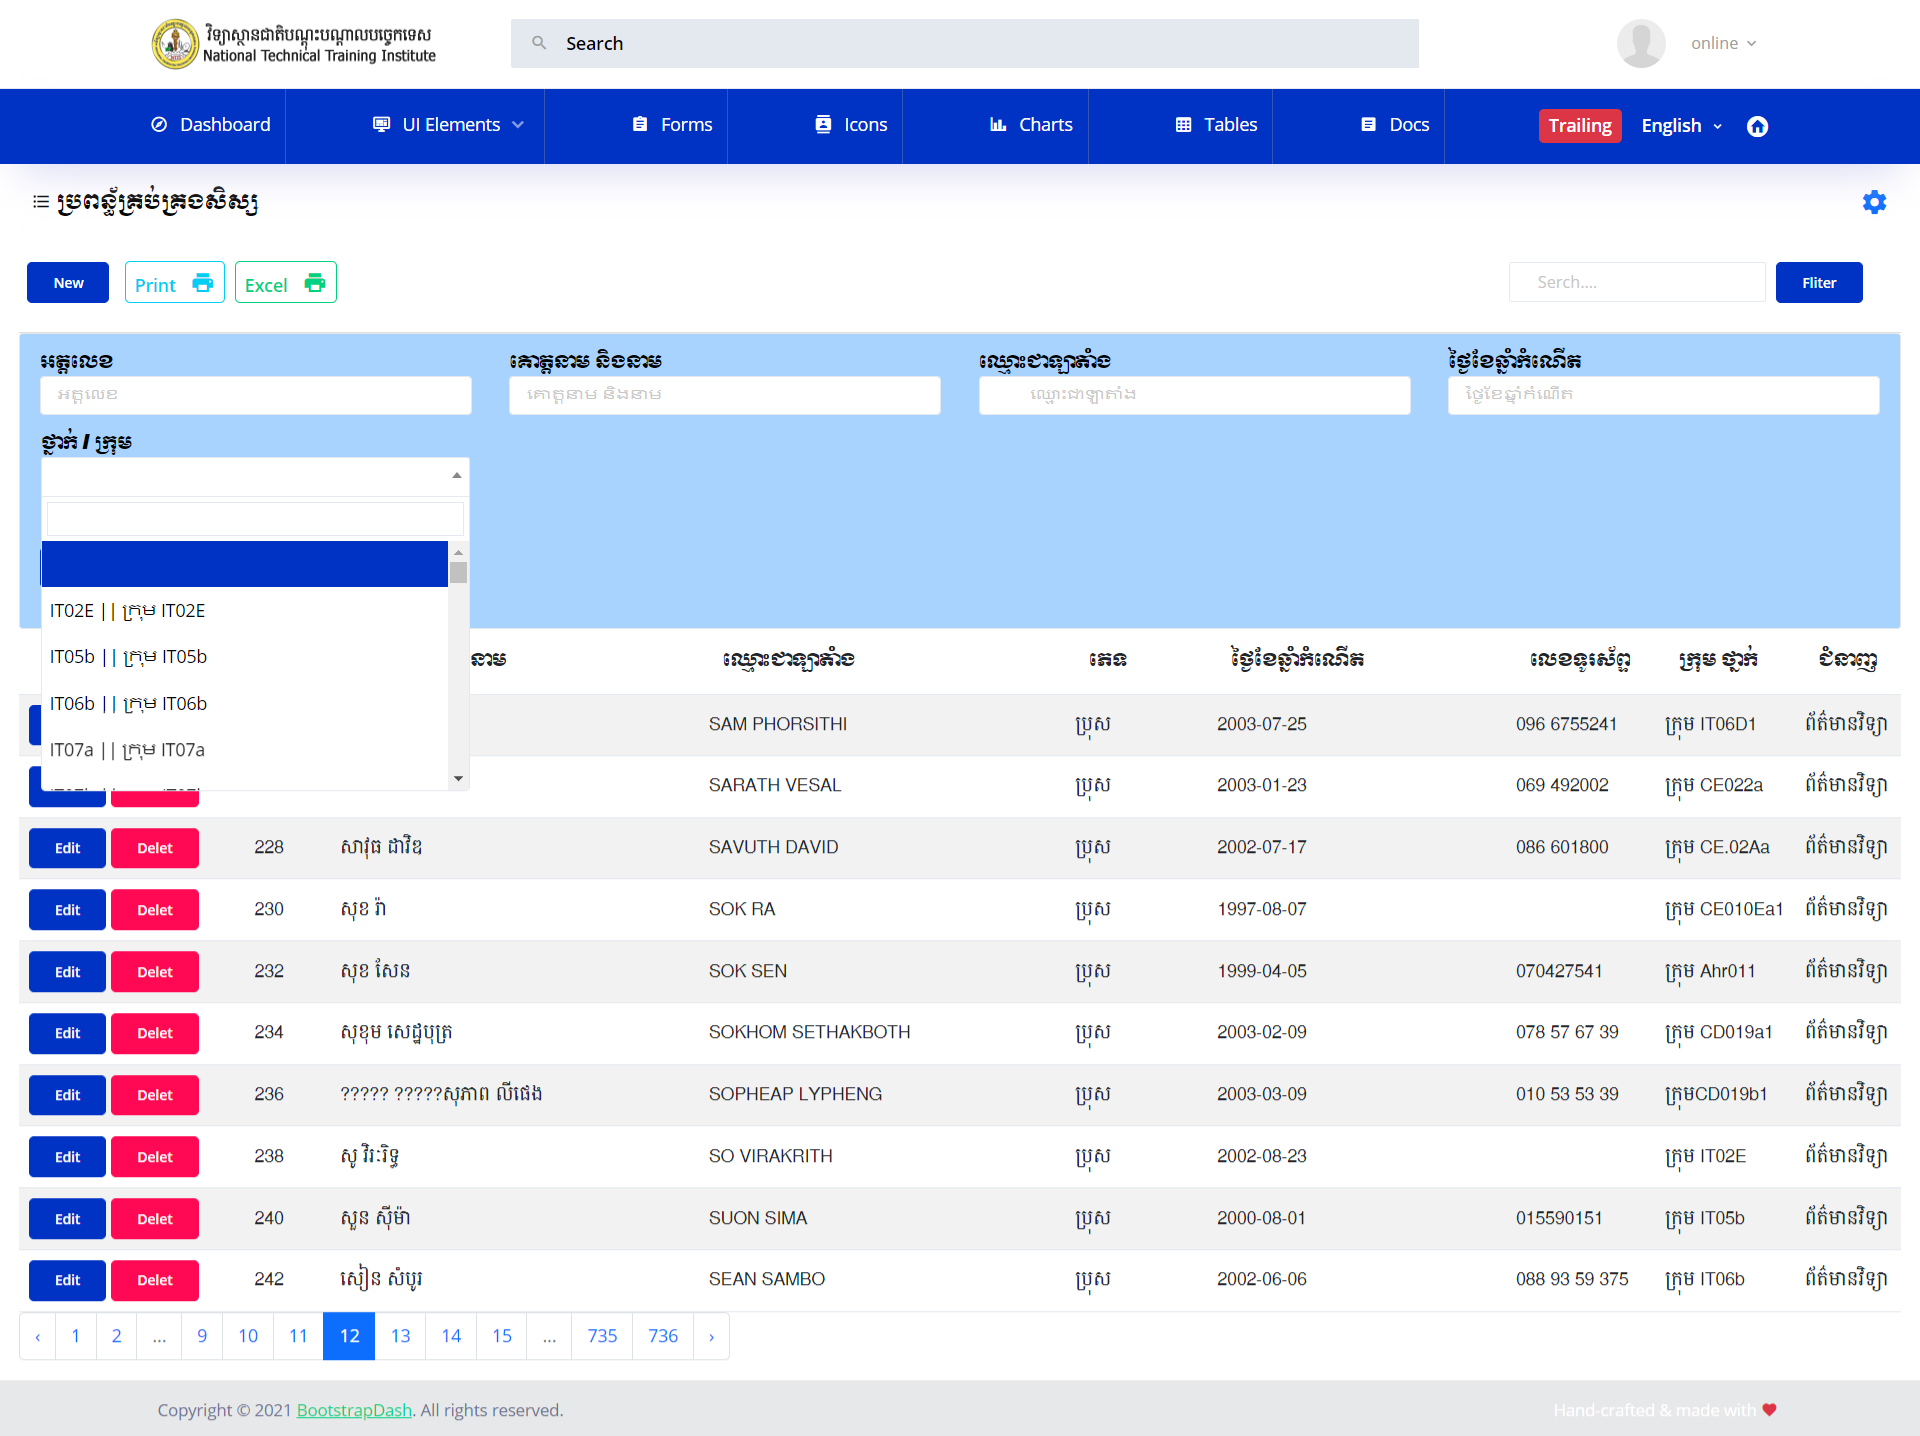 វិទ្យាស្ថានជាតិបណ្តុះបណ្តាលបច្ចេកទេស
National Technical Training Institute
Search
online
Dashboard
UI Elements
Forms
Icons
Charts
Tables
Docs
Trailing
English
ប្រពន្ធ័គ្រប់គ្រងសិស្ស
New
Print
Excel
Serch....
Fliter
អត្តលេខ
គោត្តនាម និងនាម
ឈ្មោះជាឡាតាំង
ថ្ងៃខែឆ្នាំកំណើត
អត្តលេខ
គោត្តនាម និងនាម
ឈ្មោះជាឡាតាំង
ថ្ងៃខែឆ្នាំកំណើត
ថ្នាក់ / ក្រុម
IT02E || ក្រុម IT02E
IT05b || ក្រុម IT05b
IT06b || ក្រុម IT06b
IT07a || ក្រុម IT07a
នាម ឈ្មោះជាឡាតាំង ភេទ ថ្ងៃខែឆ្នាំកំណើត លេខទូរស័ព្ទ ក្រុម ថ្នាក់ ជំនាញ
SAM PHORSITHI ប្រុស 2003-07-25 096 6755241 ក្រុម IT06D1 ព័ត៌មានវិទ្យា
SARATH VESAL ប្រុស 2003-01-23 069 492002 ក្រុម CE022a ព័ត៌មានវិទ្យា
Edit Delet 228 សាវុធ ដាវិឌ SAVUTH DAVID ប្រុស 2002-07-17 086 601800 ក្រុម CE.02Aa ព័ត៌មានវិទ្យា
Edit Delet 230 សុខ រ៉ា SOK RA ប្រុស 1997-08-07 ក្រុម CE010Ea1 ព័ត៌មានវិទ្យា
Edit Delet 232 សុខ សែន SOK SEN ប្រុស 1999-04-05 070427541 ក្រុម Ahr011 ព័ត៌មានវិទ្យា
Edit Delet 234 សុខុម សេដ្ឋបុត្រ SOKHOM SETHAKBOTH ប្រុស 2003-02-09 078 57 67 39 ក្រុម CD019a1 ព័ត៌មានវិទ្យា
Edit Delet 236 ????? ?????សុភាព លីផេង SOPHEAP LYPHENG ប្រុស 2003-03-09 010 53 53 39 ក្រុមCD019b1 ព័ត៌មានវិទ្យា
Edit Delet 238 សូ វិរៈរិទ្ធ SO VIRAKRITH ប្រុស 2002-08-23 ក្រុម IT02E ព័ត៌មានវិទ្យា
Edit Delet 240 សួន ស៊ីម៉ា SUON SIMA ប្រុស 2000-08-01 015590151 ក្រុម IT05b ព័ត៌មានវិទ្យា
Edit Delet 242 សៀន សំបូរ SEAN SAMBO ប្រុស 2002-06-06 088 93 59 375 ក្រុម IT06b ព័ត៌មានវិទ្យា
‹ 1 2 ... 9 10 11 12 13 14 15 ... 735 736 ›
Copyright © 2021 BootstrapDash. All rights reserved.
Hand-crafted & made with